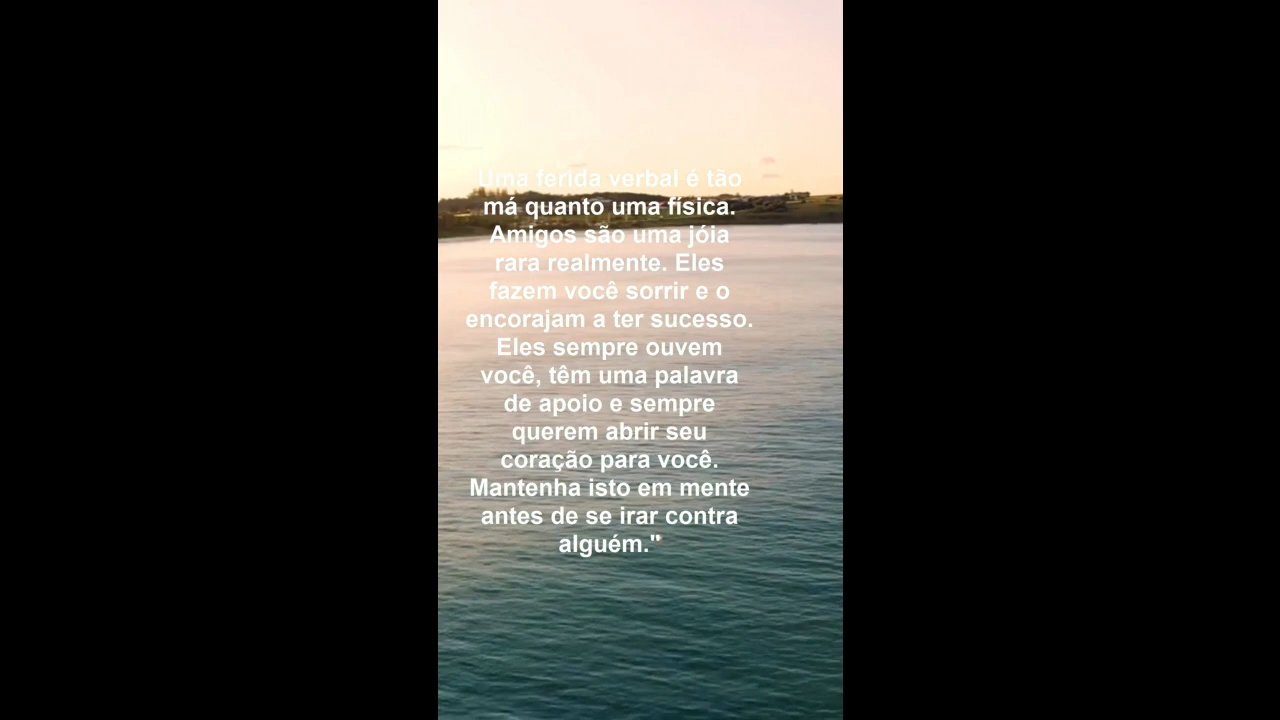 Uma ferida verbal é tão
má quanto uma física.
Amigos são uma jóia
rara realmente. Eles
fazem você sorrir e o
encorajam a ter sucesso.
Eles sempre ouvem
você, têm uma palavra
de apoio e sempre
querem abrir seu
coração para você.
Mantenha isto em mente
antes de se irar contra
alguém."